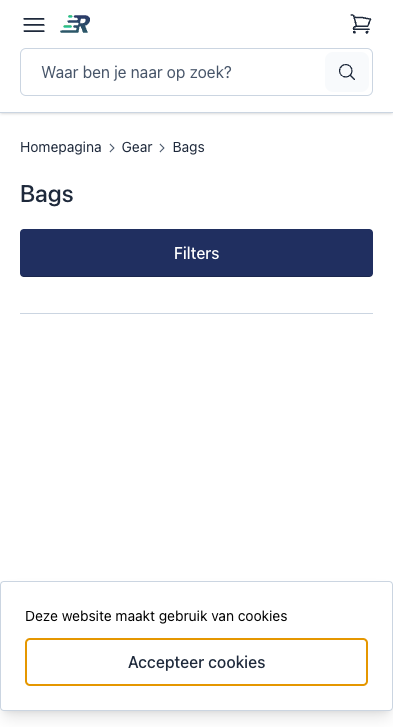 R
Waar ben je naar op zoek?
Homepagina > Gear > Bags
Bags
Filters
Deze website maakt gebruik van cookies
Accepteer cookies